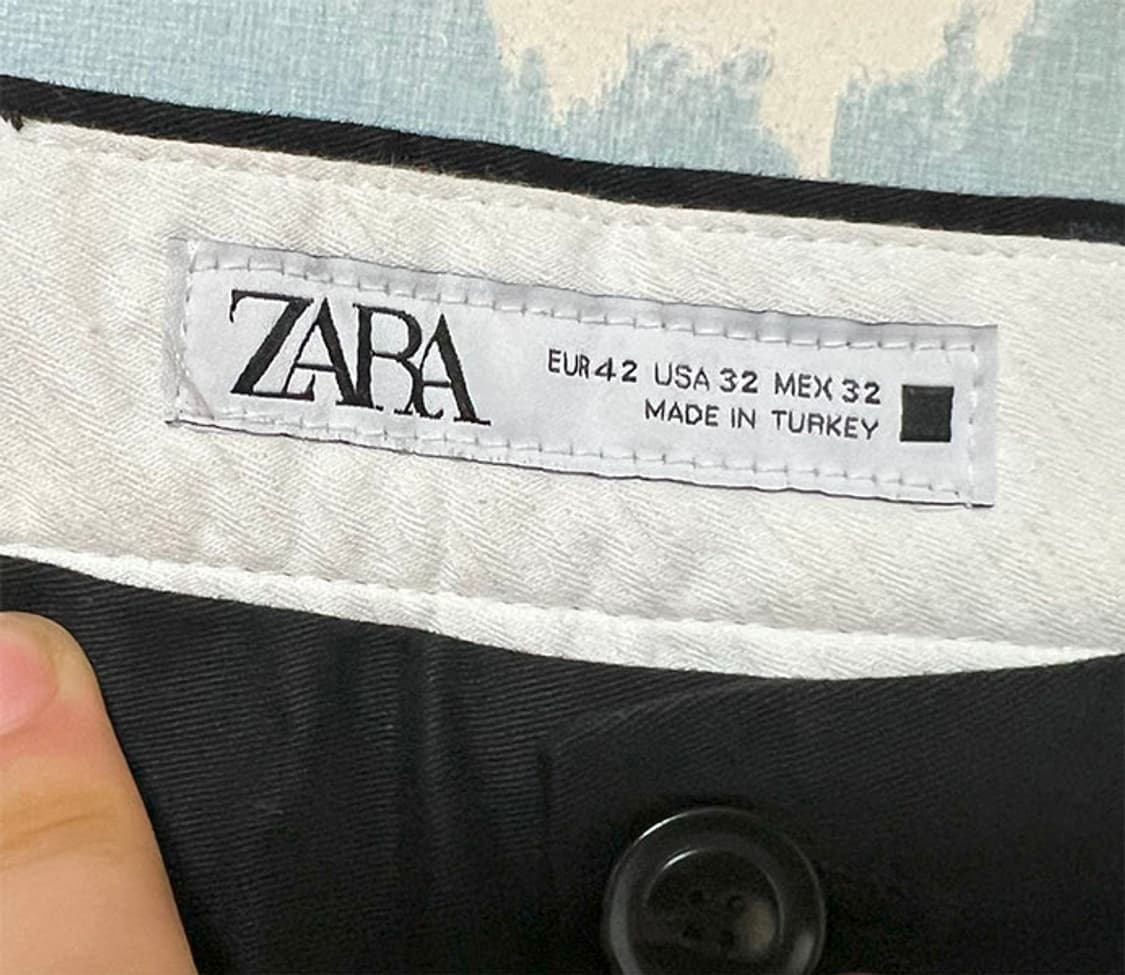 ZARA
EUR 42 USA 32 MEX 32
MADE IN TURKEY